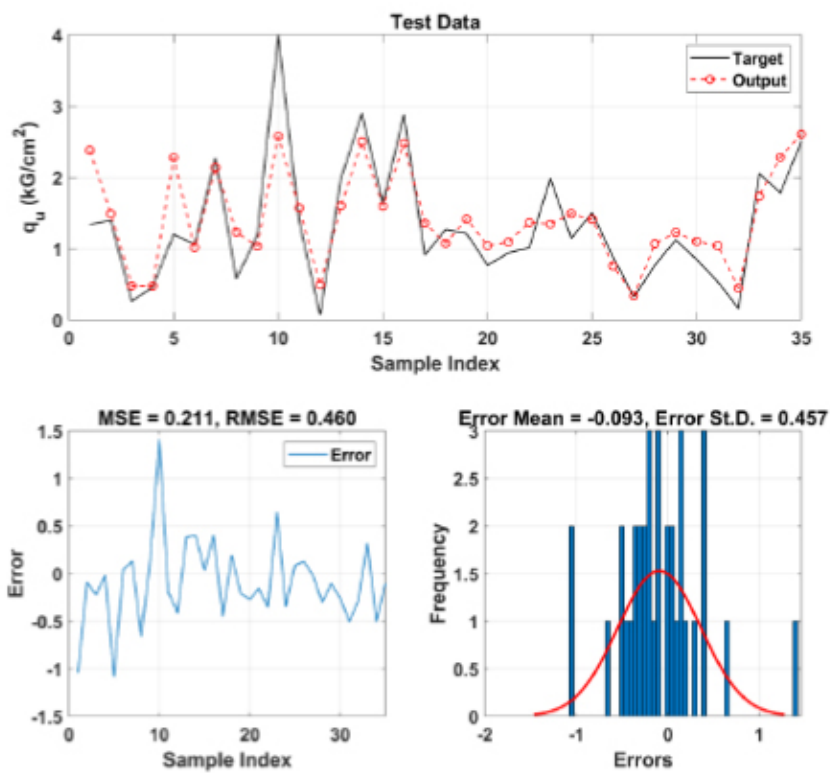 Test Data
4
3
2
1
0
q_u (kG/cm²)
Target
Output
0 5 10 15 20 25 30 35
Sample Index
MSE = 0.211, RMSE = 0.460
1.5
1
0.5
0
-0.5
-1
-1.5
Error
Error
0 10 20 30
Sample Index
Error Mean = -0.093, Error St.D. = 0.457
3
2.5
2
1.5
1
0.5
0
Frequency
-2 -1 0 1
Errors